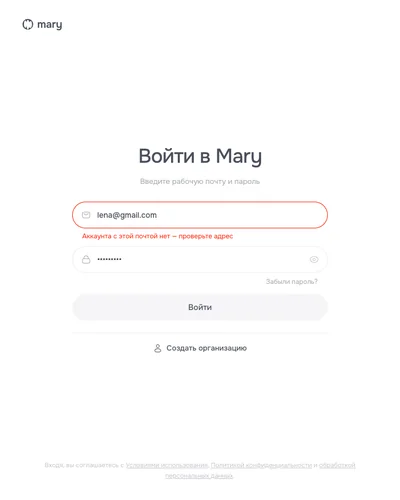 mary
Войти в Mary
Введите рабочую почту и пароль
lena@gmail.com
Аккаунта с этой почтой нет — проверьте адрес
•••••••••
Забыли пароль?
Войти
Создать организацию
Входя, вы соглашаетесь с Условиями использования, Политикой конфиденциальности и обработкой
персональных данных